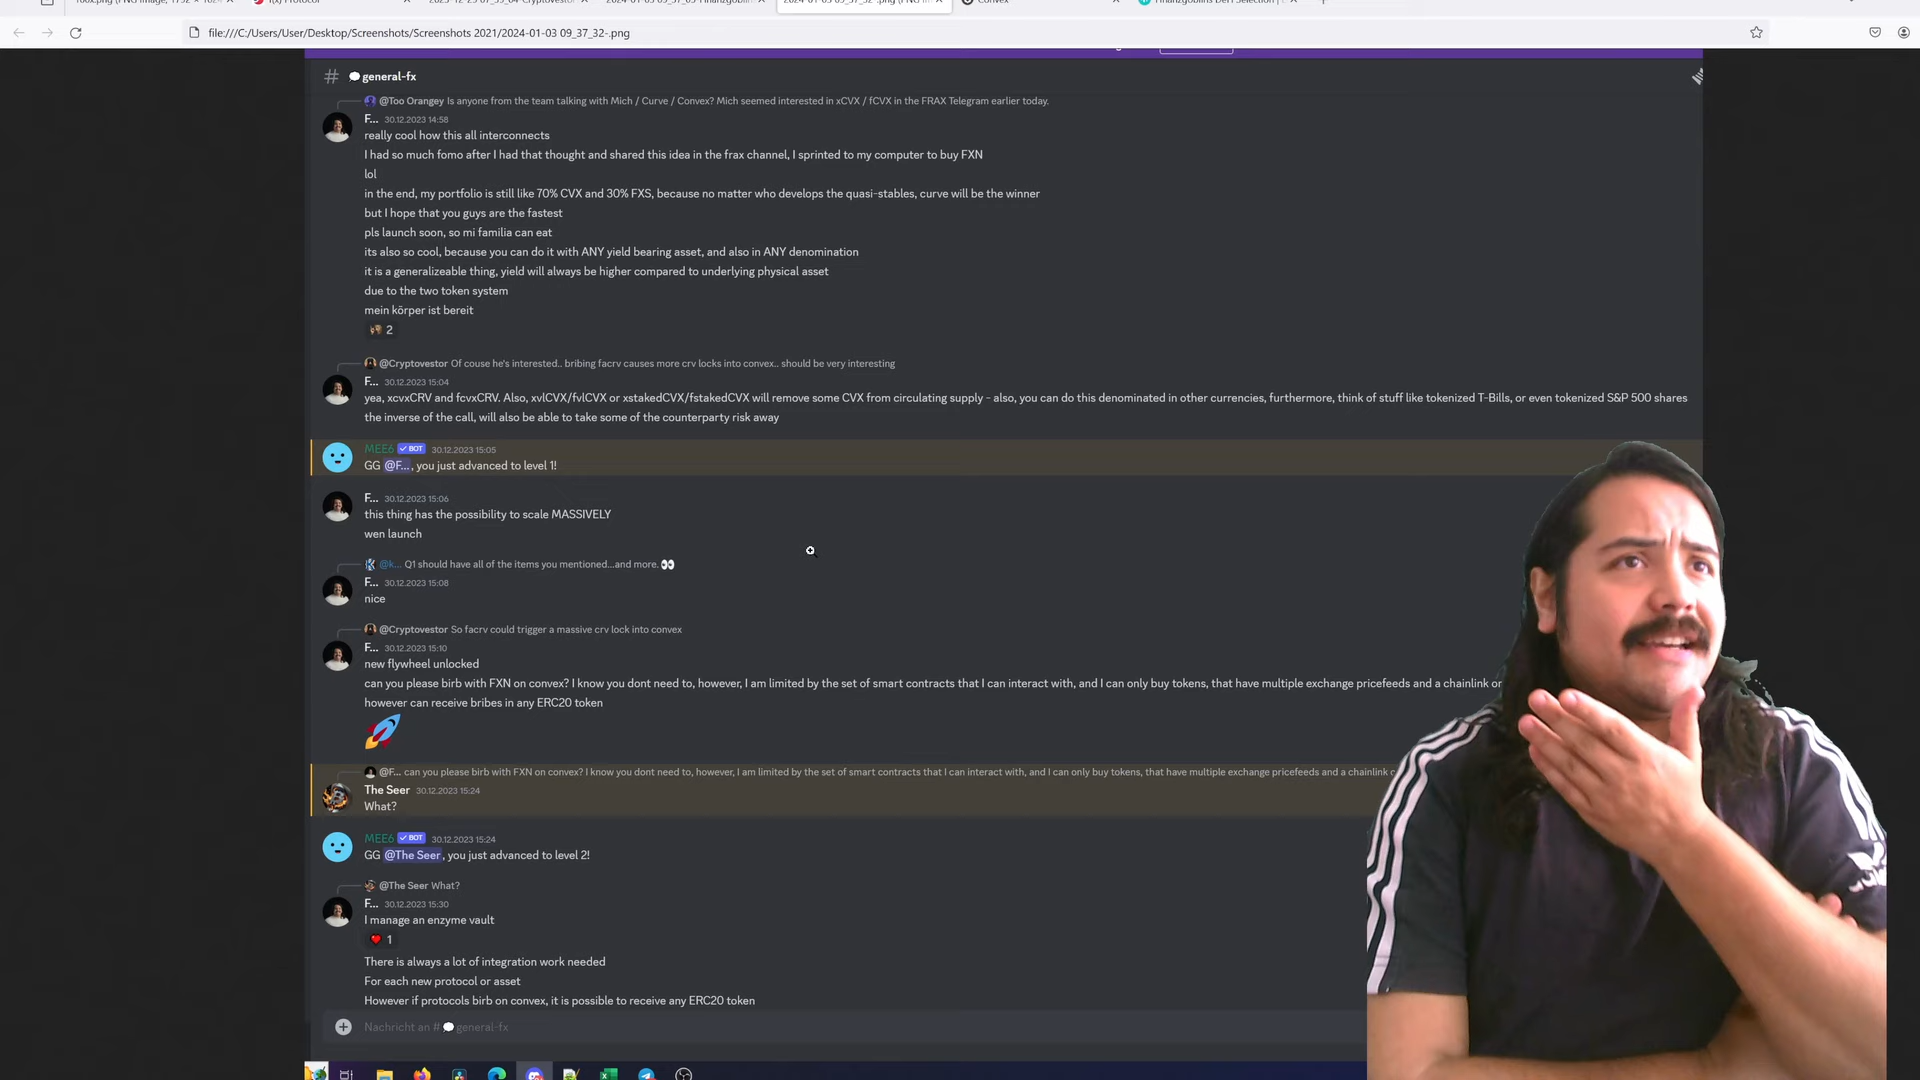 file:///C:/Users/User/Desktop/Screenshots/Screenshots 2021/2024-01-03 09_37_32-.png
# general-fx
@Too Orangey Is anyone from the team talking with Mich / Curve / Convex? Mich seemed interested in xCVX / fCVX in the FRAX Telegram earlier today.
F... 30.12.2023 14:58
really cool how this all interconnects
I had so much fomo after I had that thought and shared this idea in the frax channel, I sprinted to my computer to buy FXN
lol
in the end, my portfolio is still like 70% CVX and 30% FXS, because no matter who develops the quasi-stables, curve will be the winner
but I hope that you guys are the fastest
pls launch soon, so mi familia can eat
its also so cool, because you can do it with ANY yield bearing asset, and also in ANY denomination
it is a generalizeable thing, yield will always be higher compared to underlying physical asset
due to the two token system
mein körper ist bereit
2
@Cryptovestor Of couse he's interested.. bribing facrv causes more crv locks into convex.. should be very interesting
F... 30.12.2023 15:04
yea, xcvxCRV and fcvxCRV. Also, xvlCVX/fvlCVX or xstakedCVX/fstakedCVX will remove some CVX from circulating supply - also, you can do this denominated in other currencies, furthermore, think of stuff like tokenized T-Bills, or even tokenized S&P 500 shares
the inverse of the call, will also be able to take some of the counterparty risk away
MEE6 ✓ BOT 30.12.2023 15:05
GG @F..., you just advanced to level 1!
F... 30.12.2023 15:06
this thing has the possibility to scale MASSIVELY
wen launch
@k... Q1 should have all of the items you mentioned...and more.
F... 30.12.2023 15:08
nice
@Cryptovestor So facrv could trigger a massive crv lock into convex
F... 30.12.2023 15:10
new flywheel unlocked
can you please birb with FXN on convex? I know you dont need to, however, I am limited by the set of smart contracts that I can interact with, and I can only buy tokens, that have multiple exchange pricefeeds and a chainlink or
however can receive bribes in any ERC20 token
@F... can you please birb with FXN on convex? I know you dont need to, however, I am limited by the set of smart contracts that I can interact with, and I can only buy tokens, that have multiple exchange pricefeeds and a chainlink
The Seer 30.12.2023 15:24
What?
MEE6 ✓ BOT 30.12.2023 15:24
GG @The Seer, you just advanced to level 2!
@The Seer What?
F... 30.12.2023 15:30
I manage an enzyme vault
1
There is always a lot of integration work needed
For each new protocol or asset
However if protocols birb on convex, it is possible to receive any ERC20 token
Nachricht an # general-fx